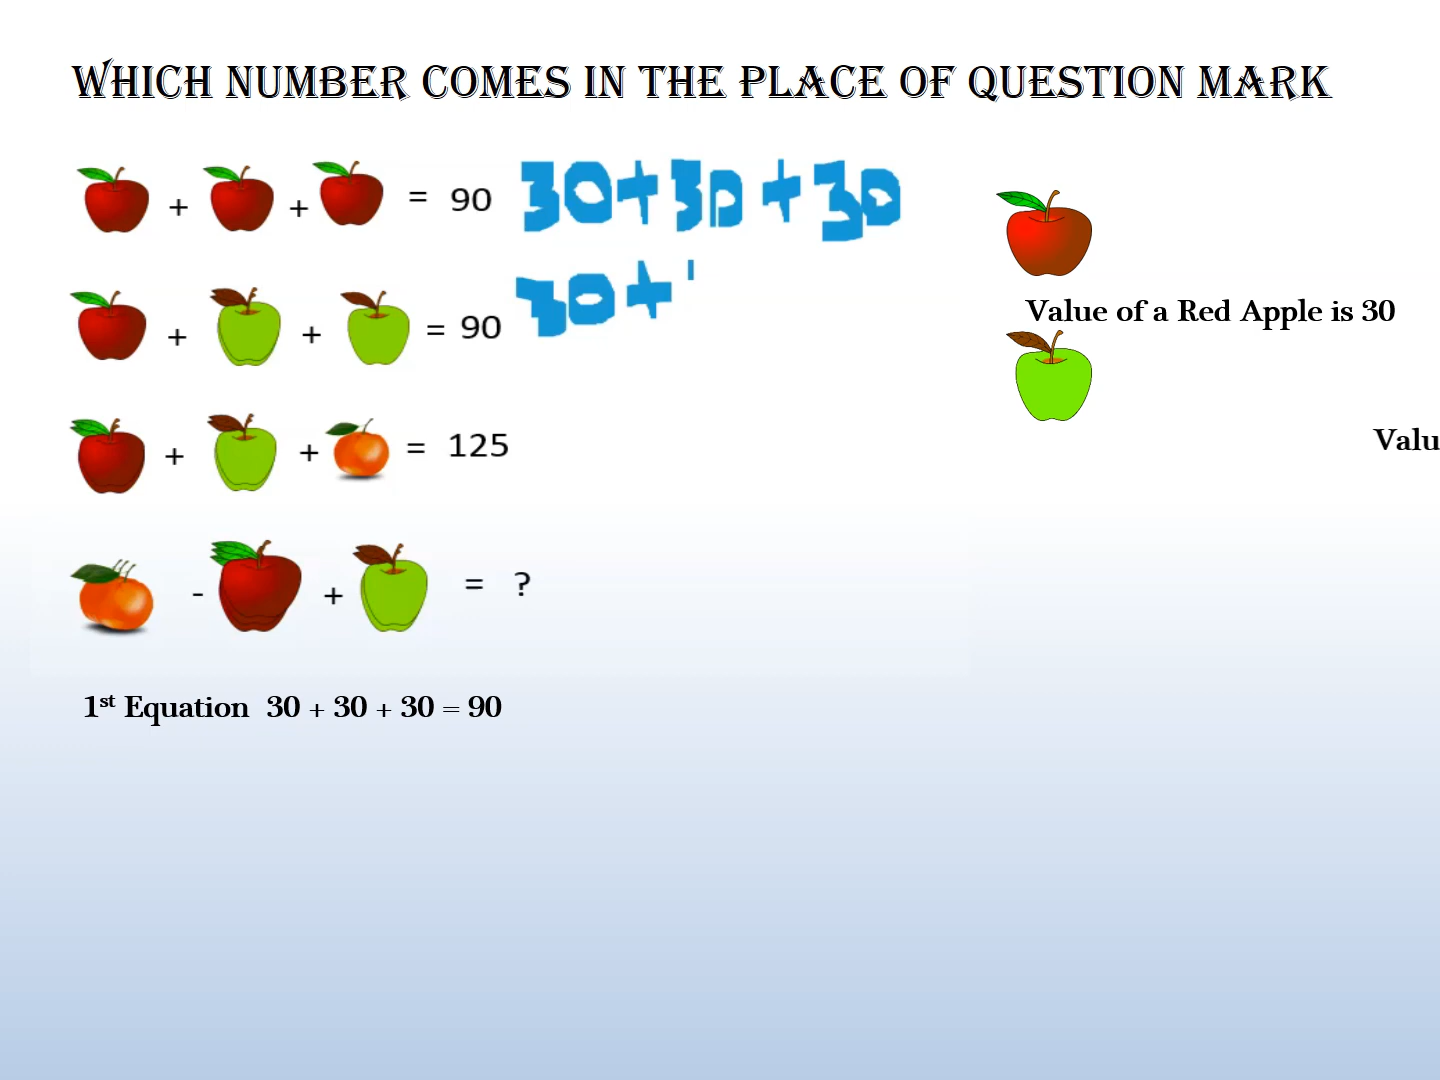 WHICH NUMBER COMES IN THE PLACE OF QUESTION MARK
+ + = 90 30+30+30
Value of a Red Apple is 30
+ + = 90 30+
Valu
+ + = 125
- + = ?
1st Equation 30 + 30 + 30 = 90